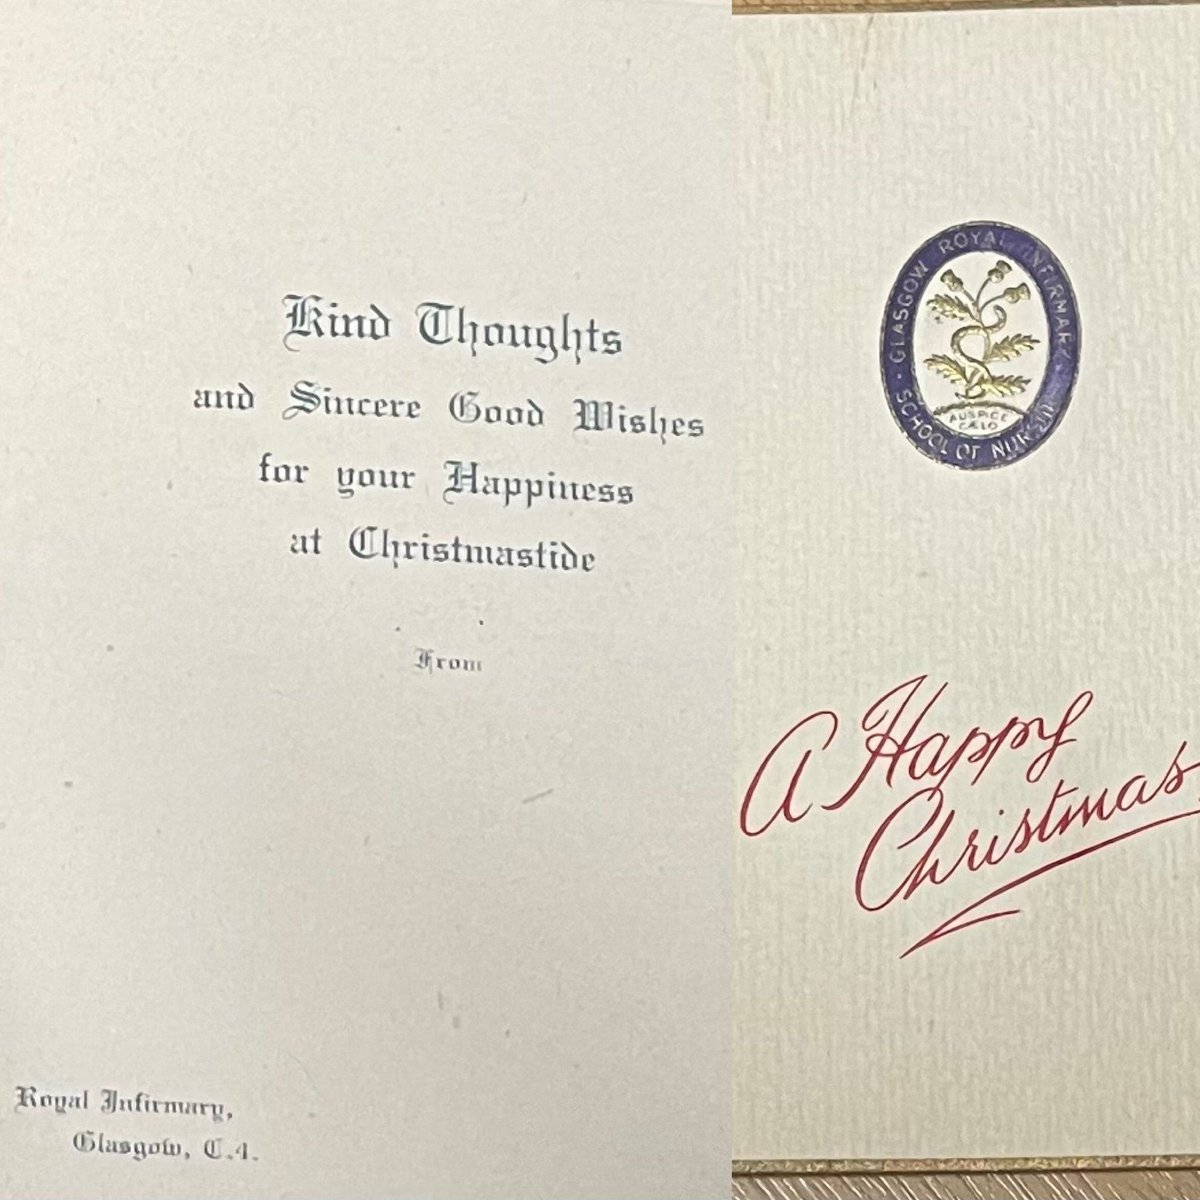 Kind Thoughts
and Sincere Good Wishes
for your Happiness
at Christmastide
From
Royal Infirmary,
Glasgow, C.4.
GLASGOW ROYAL INFIRMARY
SCHOOL OF NURSING
AUSPICE
CÆLO
A Happy
Christmas